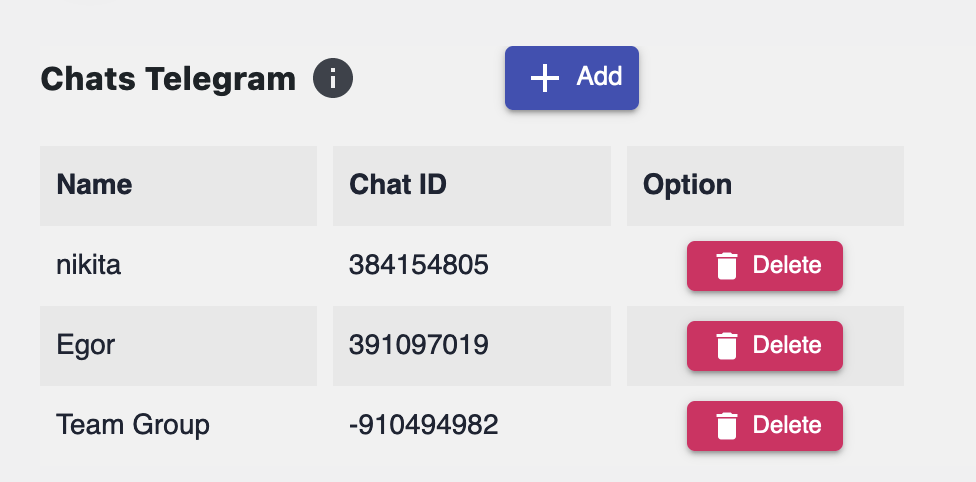 Chats Telegram i Add
Name Chat ID Option
nikita 384154805 Delete
Egor 391097019 Delete
Team Group -910494982 Delete